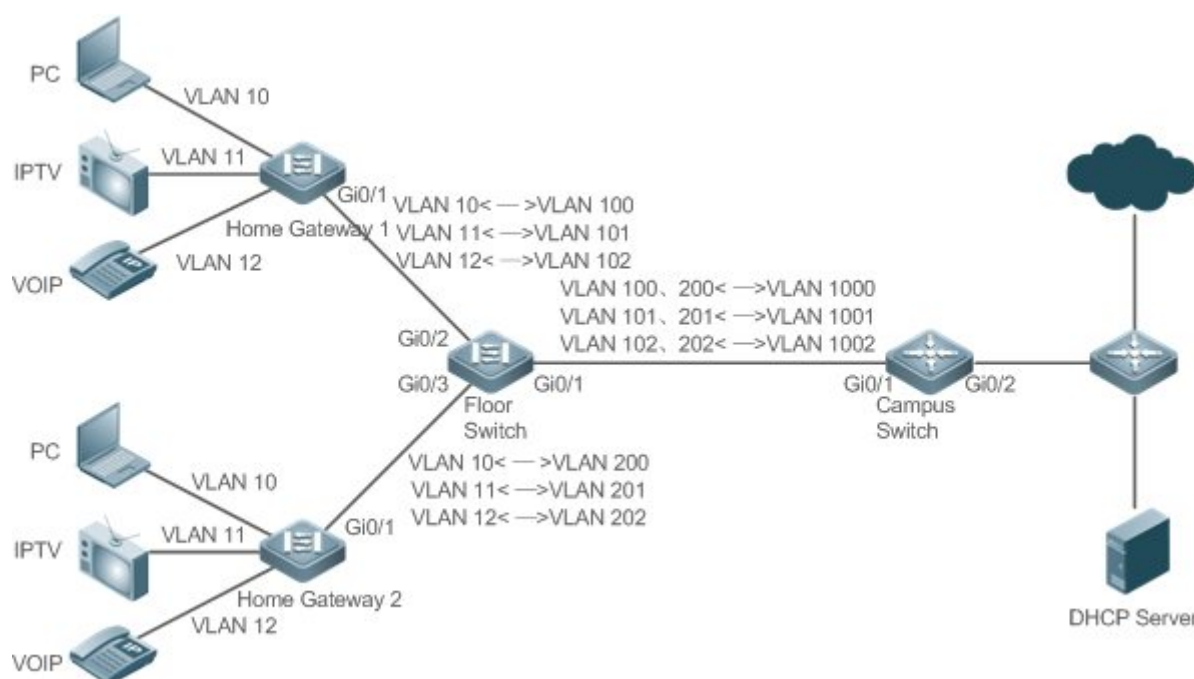 PC
VLAN 10
IPTV
VLAN 11
Gi0/1
Home Gateway 1
VOIP
VLAN 12
IP
VLAN 10< — >VLAN 100
VLAN 11< —>VLAN 101
VLAN 12< —>VLAN 102
VLAN 100、200< —>VLAN 1000
VLAN 101、201< —>VLAN 1001
VLAN 102、202< —>VLAN 1002
Gi0/2
Gi0/3
Gi0/1
Floor
Switch
Gi0/1
Gi0/2
Campus
Switch
VLAN 10< — >VLAN 200
VLAN 11< —>VLAN 201
VLAN 12< —>VLAN 202
PC
VLAN 10
IPTV
VLAN 11
Gi0/1
Home Gateway 2
VLAN 12
VOIP
IP
DHCP Server